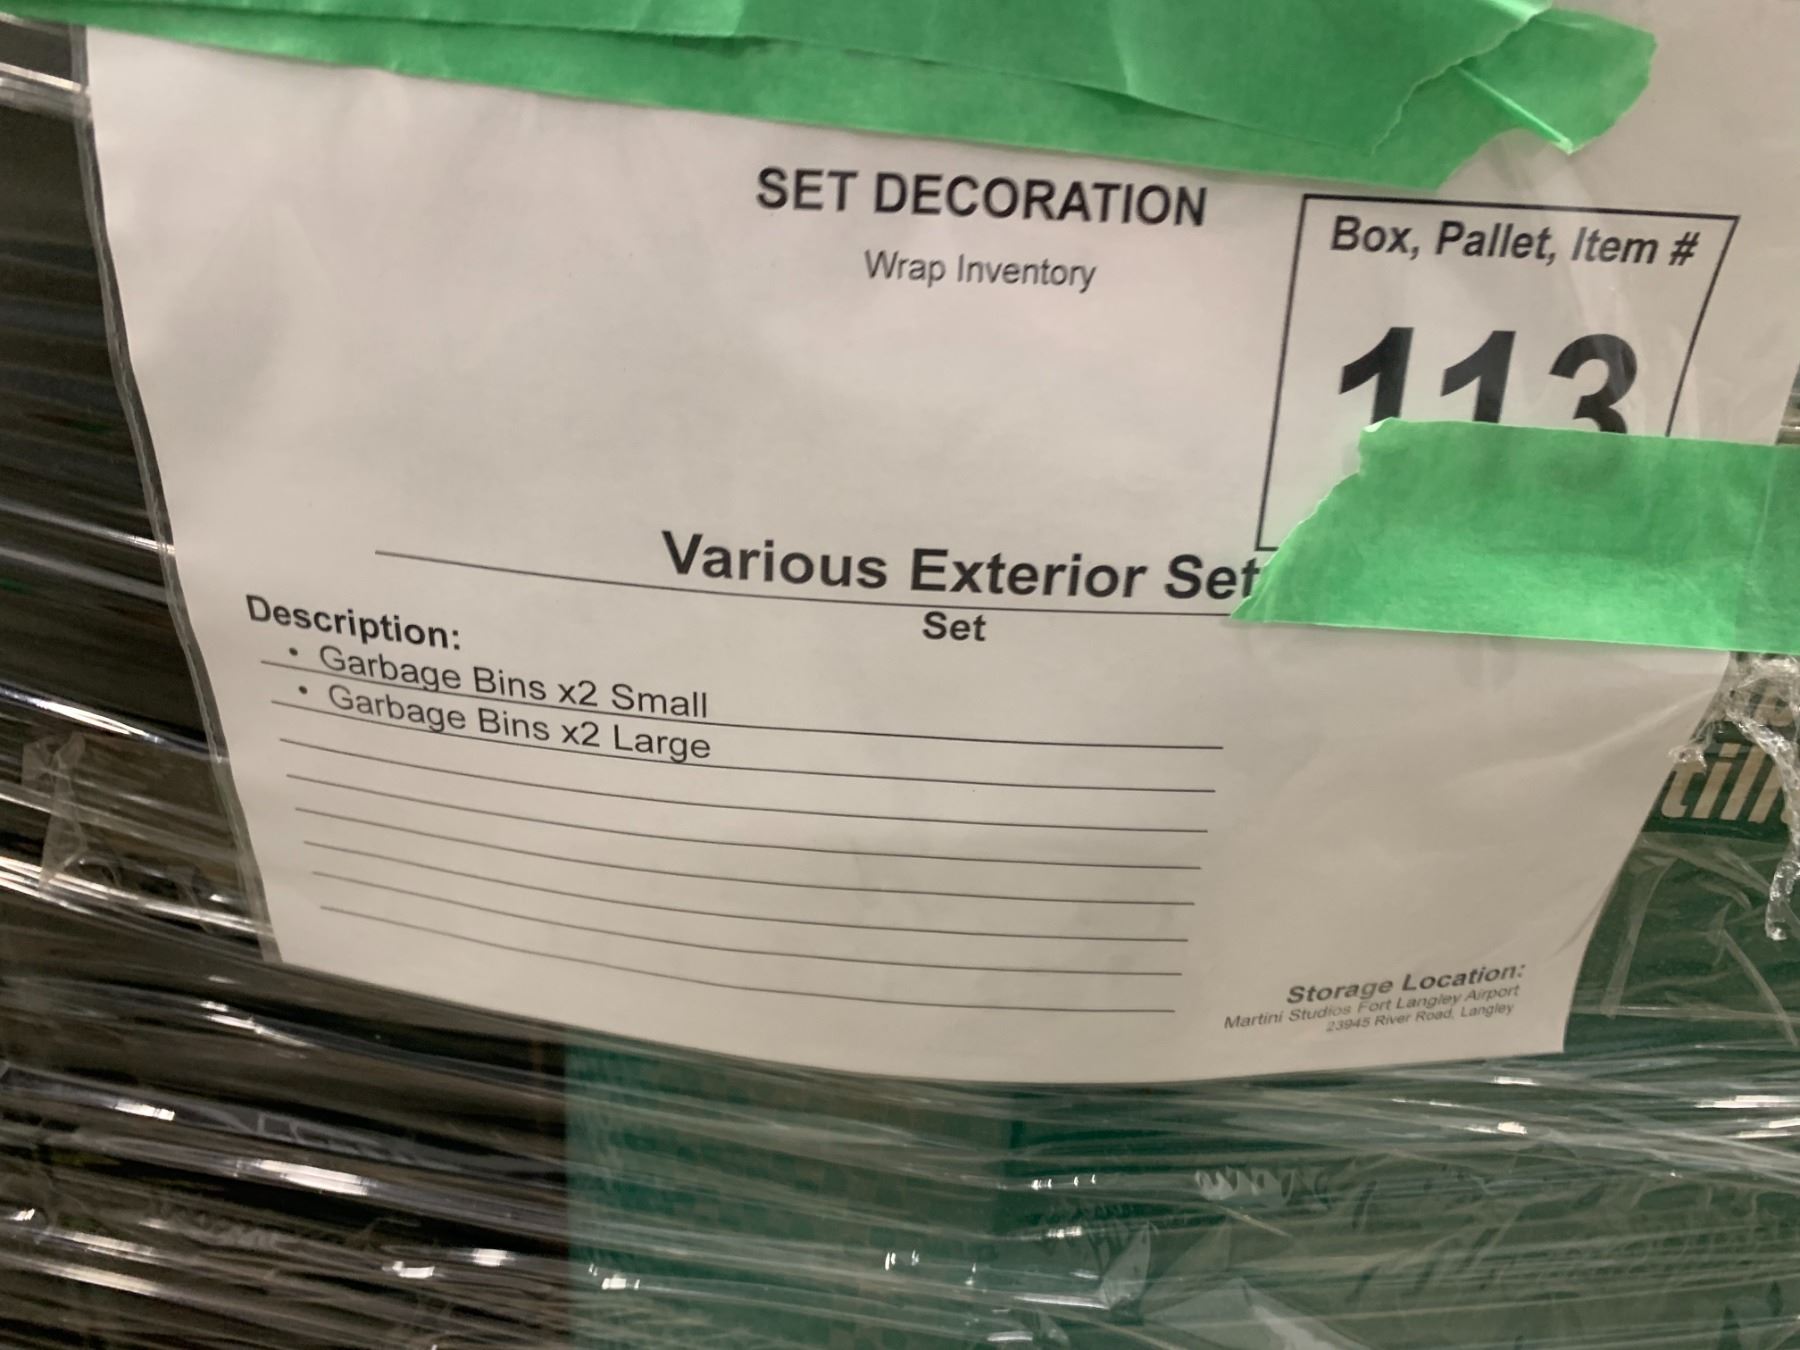 SET DECORATION
Wrap Inventory
Box, Pallet, Item #
113
Various Exterior Set
Set
Description:
• Garbage Bins x2 Small
• Garbage Bins x2 Large
Storage Location:
Martini Studios Fort Langley Airport
23945 River Road, Langley